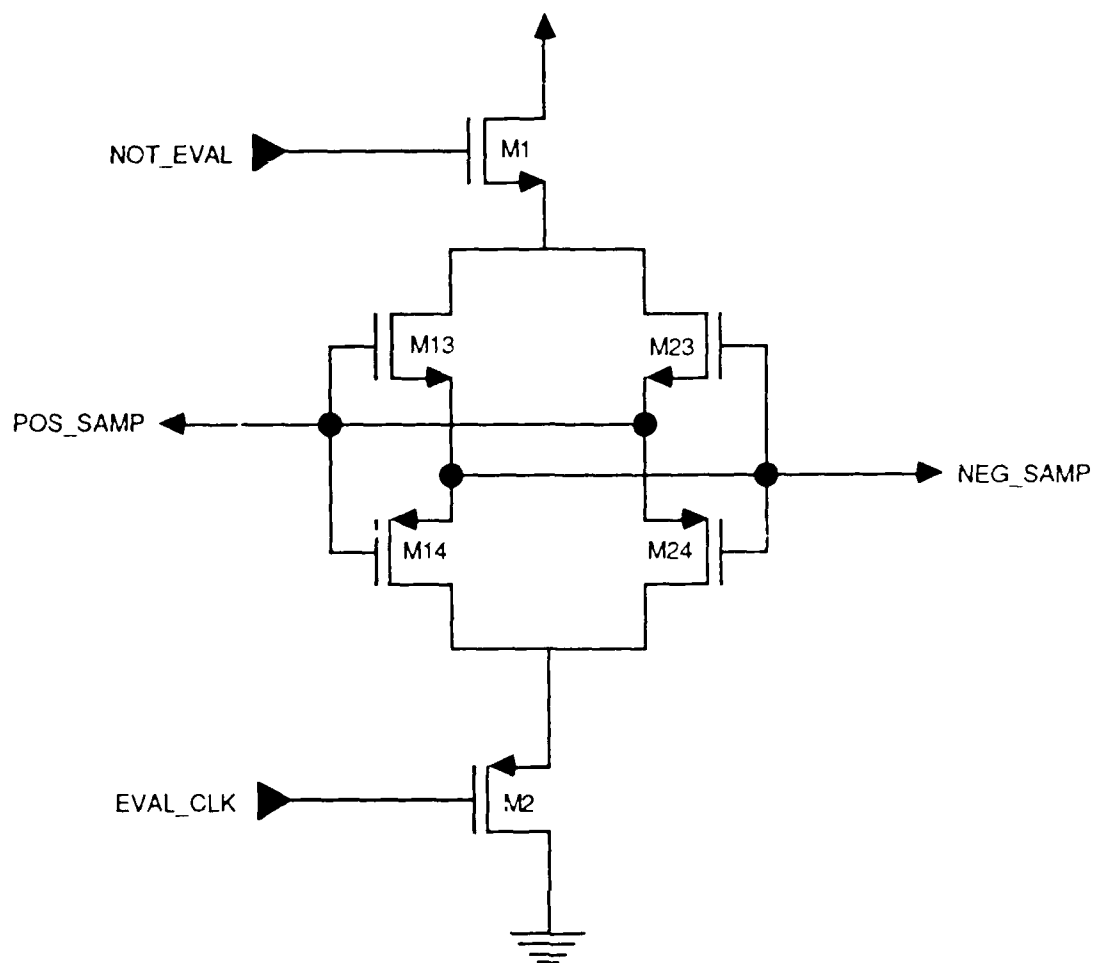 NOT_EVAL
M1
M13
M23
POS_SAMP
NEG_SAMP
M14
M24
EVAL_CLK
M2